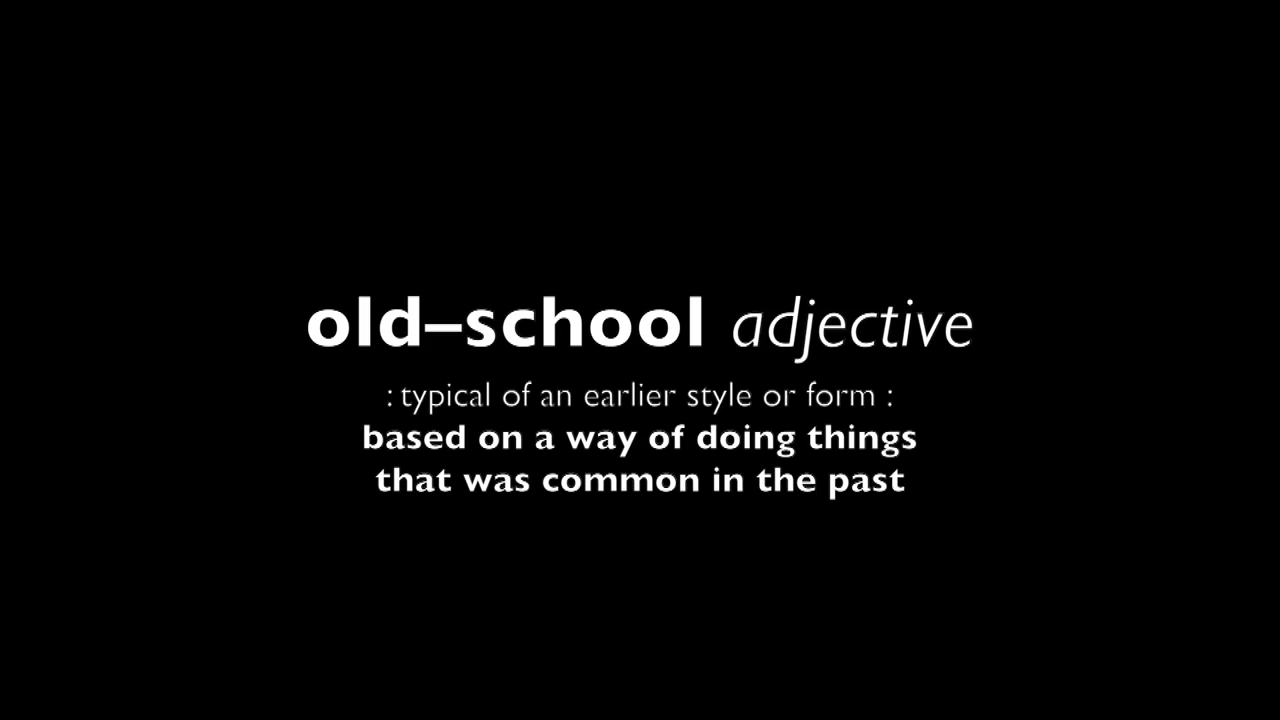 old–school adjective
: typical of an earlier style or form :
based on a way of doing things
that was common in the past